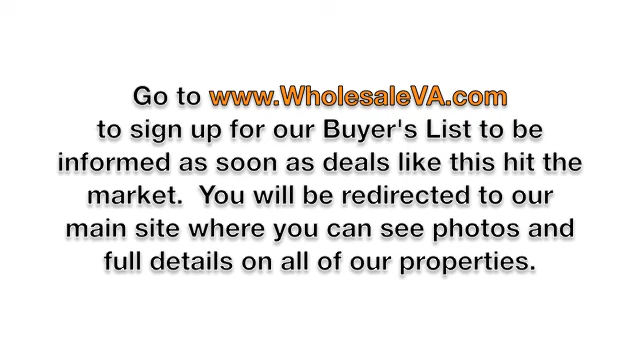 Go to www.WholesaleVA.com
to sign up for our Buyer's List to be
informed as soon as deals like this hit the
market.  You will be redirected to our
main site where you can see photos and
full details on all of our properties.